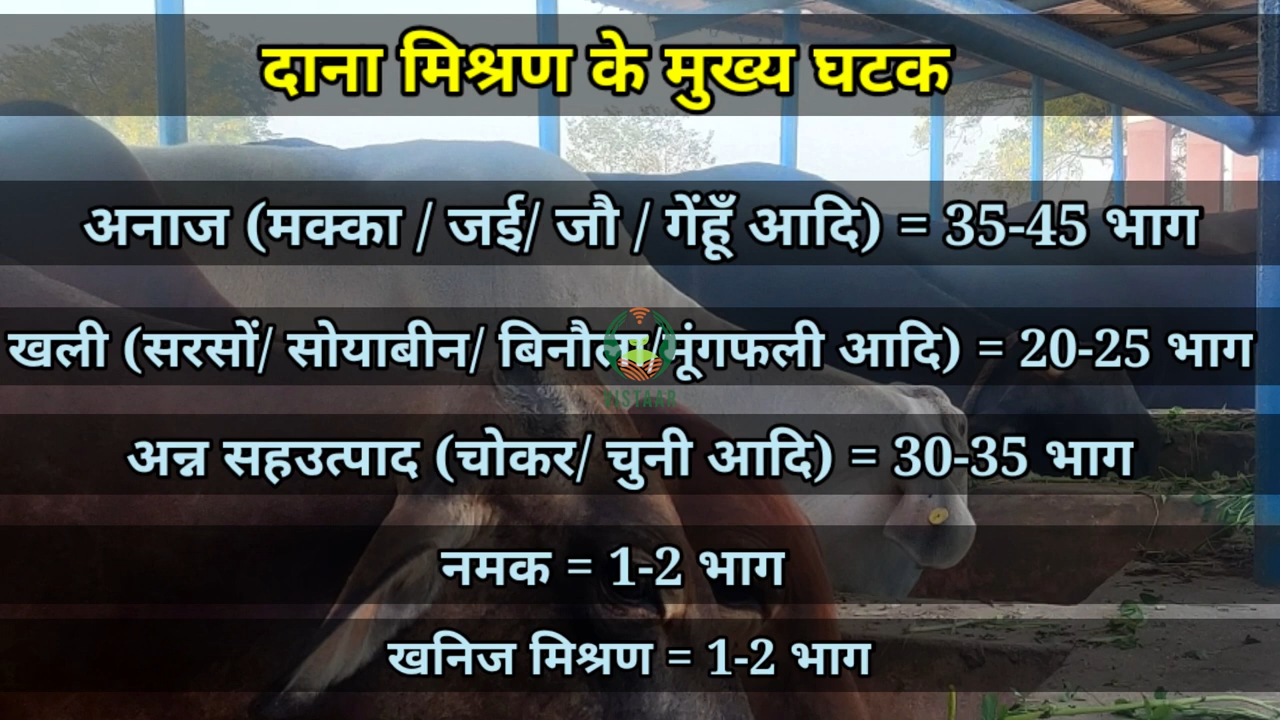 दाना मिश्रण के मुख्य घटक
अनाज (मक्का / जई/ जौ / गेंहूँ आदि) = 35-45 भाग
खली (सरसों/ सोयाबीन/ बिनौला/मूंगफली आदि) = 20-25 भाग
VISTAAR
अन्न सहउत्पाद (चोकर/ चुनी आदि) = 30-35 भाग
नमक = 1-2 भाग
खनिज मिश्रण = 1-2 भाग